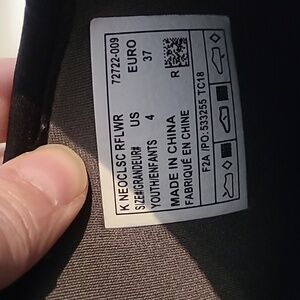 K NEOCLSC RFLWR 72722-009
SIZE#GRANDEUR# US EURO
YOUTH\ENFANTS 4 37
MADE IN CHINA R
FABRIQUÉ EN CHINE
F2A IPO:533255 TC18